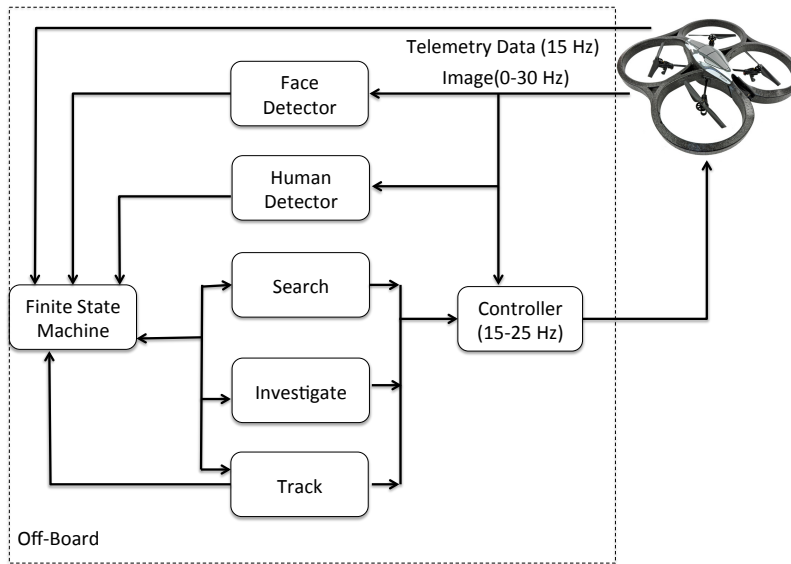 Telemetry Data (15 Hz)
Image(0-30 Hz)
Face
Detector
Human
Detector
Search
Finite State
Machine
Controller
(15-25 Hz)
Investigate
Track
Off-Board